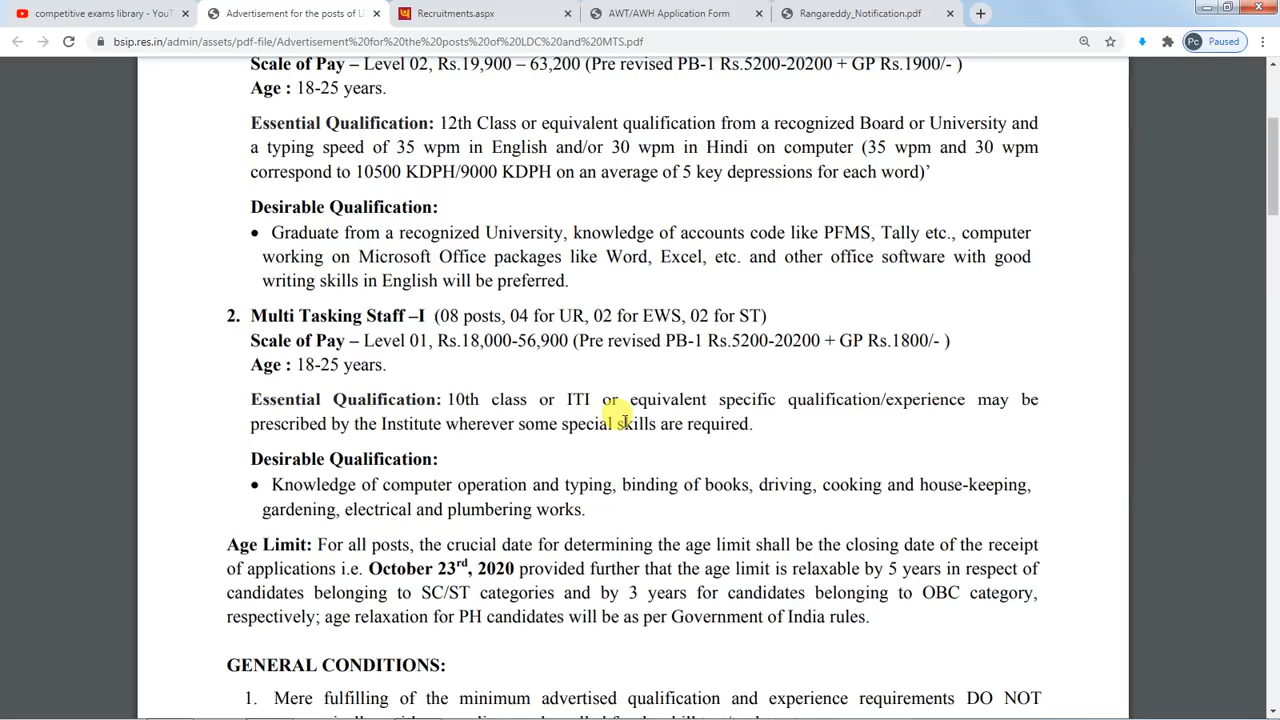 competitive exams library - YouT
Advertisement for the posts of L
Recruitments.aspx
AWT/AWH Application Form
Rangareddy_Notification.pdf
bsip.res.in/admin/assets/pdf-file/Advertisement%20for%20the%20posts%20of%20LDC%20and%20MTS.pdf
Pc Paused
Scale of Pay – Level 02, Rs.19,900 – 63,200 (Pre revised PB-1 Rs.5200-20200 + GP Rs.1900/- )
Age : 18-25 years.
Essential Qualification: 12th Class or equivalent qualification from a recognized Board or University and
a typing speed of 35 wpm in English and/or 30 wpm in Hindi on computer (35 wpm and 30 wpm
correspond to 10500 KDPH/9000 KDPH on an average of 5 key depressions for each word)’
Desirable Qualification:
• Graduate from a recognized University, knowledge of accounts code like PFMS, Tally etc., computer
working on Microsoft Office packages like Word, Excel, etc. and other office software with good
writing skills in English will be preferred.
2. Multi Tasking Staff –I (08 posts, 04 for UR, 02 for EWS, 02 for ST)
Scale of Pay – Level 01, Rs.18,000-56,900 (Pre revised PB-1 Rs.5200-20200 + GP Rs.1800/- )
Age : 18-25 years.
Essential Qualification: 10th class or ITI or equivalent specific qualification/experience may be
prescribed by the Institute wherever some special skills are required.
Desirable Qualification:
• Knowledge of computer operation and typing, binding of books, driving, cooking and house-keeping,
gardening, electrical and plumbering works.
Age Limit: For all posts, the crucial date for determining the age limit shall be the closing date of the receipt
of applications i.e. October 23rd, 2020 provided further that the age limit is relaxable by 5 years in respect of
candidates belonging to SC/ST categories and by 3 years for candidates belonging to OBC category,
respectively; age relaxation for PH candidates will be as per Government of India rules.
GENERAL CONDITIONS:
1. Mere fulfilling of the minimum advertised qualification and experience requirements DO NOT